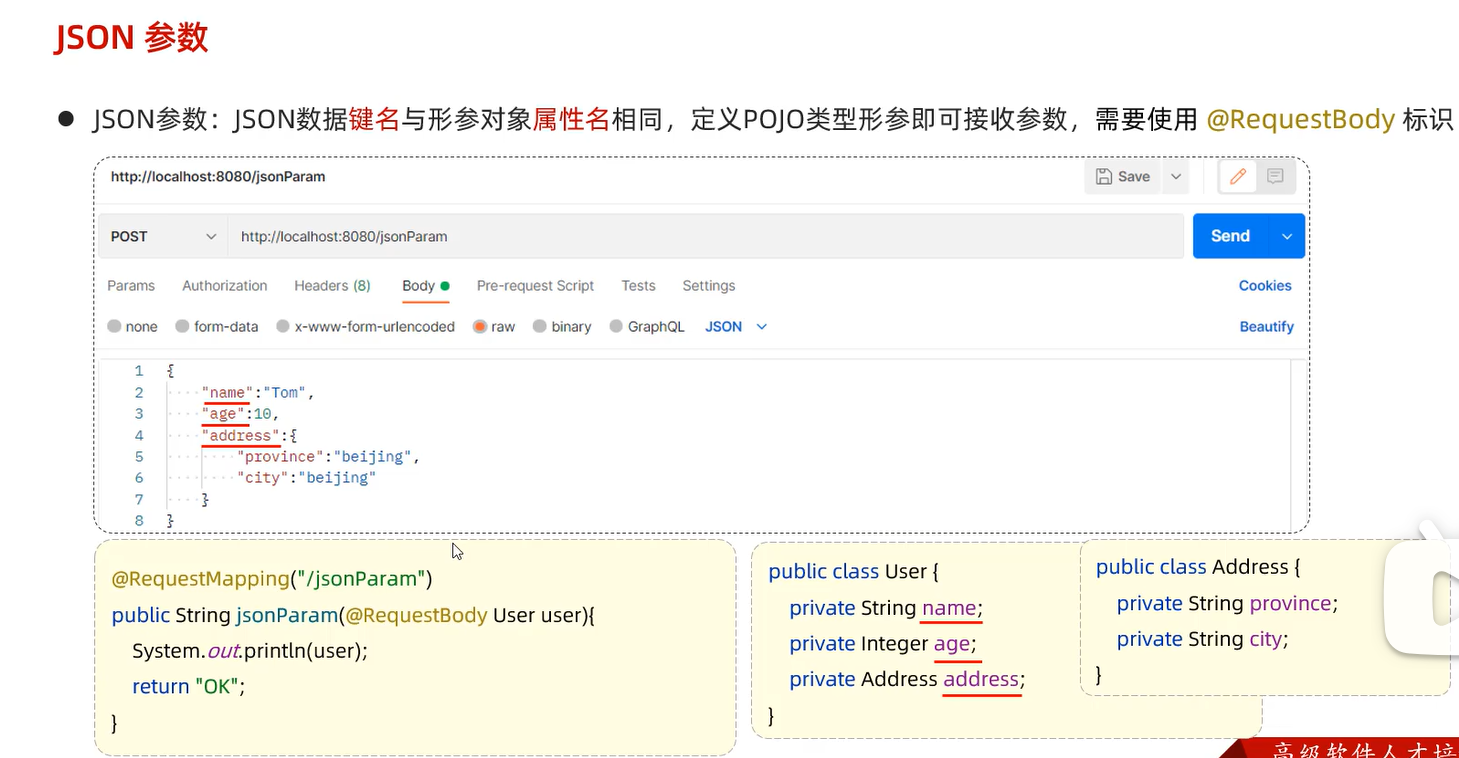 JSON 参数
● JSON参数：JSON数据键名与形参对象属性名相同，定义POJO类型形参即可接收参数，需要使用 @RequestBody 标识
http://localhost:8080/jsonParam Save
POST http://localhost:8080/jsonParam Send
Params Authorization Headers (8) Body Pre-request Script Tests Settings Cookies
none form-data x-www-form-urlencoded raw binary GraphQL JSON Beautify
1 {
2 "name":"Tom",
3 "age":10,
4 "address":{
5 "province":"beijing",
6 "city":"beijing"
7 }
8 }
@RequestMapping("/jsonParam")
public String jsonParam(@RequestBody User user){
System.out.println(user);
return "OK";
}
public class User {
private String name;
private Integer age;
private Address address;
}
public class Address {
private String province;
private String city;
}
高级软件人才培